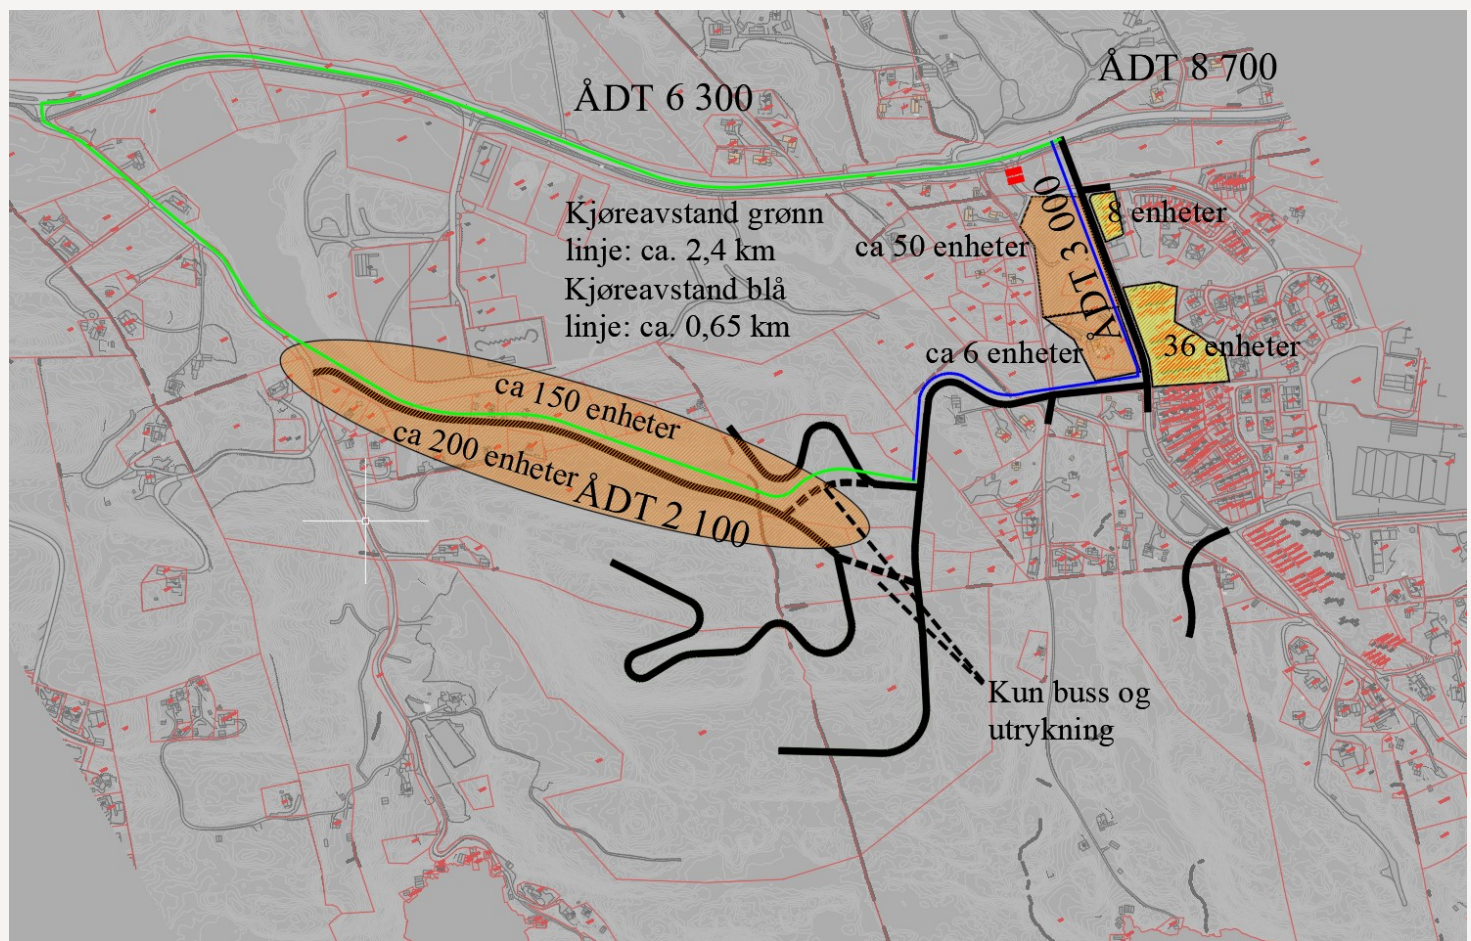 ÅDT 8 700
ÅDT 6 300
Kjøreavstand grønn
linje: ca. 2,4 km
Kjøreavstand blå
linje: ca. 0,65 km
8 enheter
ca 50 enheter
ÅDT 3 000
ca 6 enheter
36 enheter
ca 150 enheter
ca 200 enheter
ÅDT 2 100
Kun buss og
utrykning